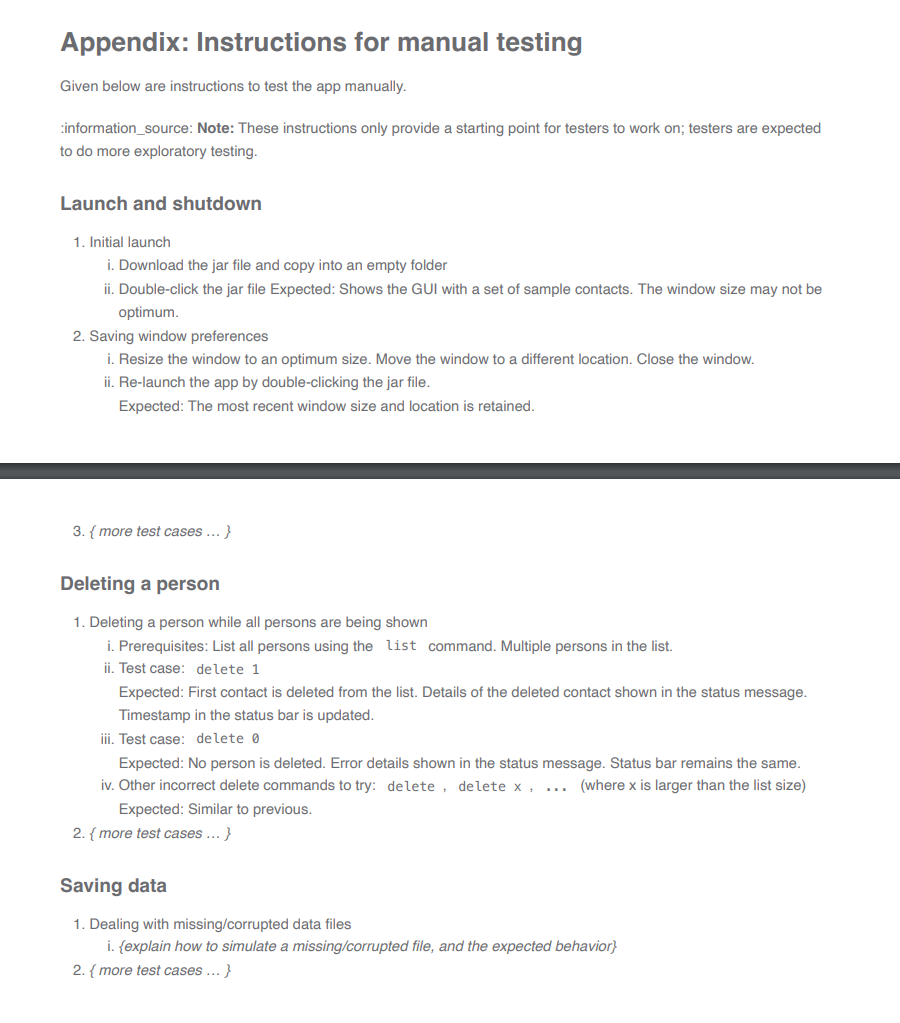 Appendix: Instructions for manual testing
Given below are instructions to test the app manually.
:information_source: Note: These instructions only provide a starting point for testers to work on; testers are expected
to do more exploratory testing.
Launch and shutdown
1. Initial launch
i. Download the jar file and copy into an empty folder
ii. Double-click the jar file Expected: Shows the GUI with a set of sample contacts. The window size may not be
optimum.
2. Saving window preferences
i. Resize the window to an optimum size. Move the window to a different location. Close the window.
ii. Re-launch the app by double-clicking the jar file.
Expected: The most recent window size and location is retained.
3. { more test cases … }
Deleting a person
1. Deleting a person while all persons are being shown
i. Prerequisites: List all persons using the list command. Multiple persons in the list.
ii. Test case: delete 1
Expected: First contact is deleted from the list. Details of the deleted contact shown in the status message.
Timestamp in the status bar is updated.
iii. Test case: delete 0
Expected: No person is deleted. Error details shown in the status message. Status bar remains the same.
iv. Other incorrect delete commands to try: delete , delete x , ... (where x is larger than the list size)
Expected: Similar to previous.
2. { more test cases … }
Saving data
1. Dealing with missing/corrupted data files
i. {explain how to simulate a missing/corrupted file, and the expected behavior}
2. { more test cases … }